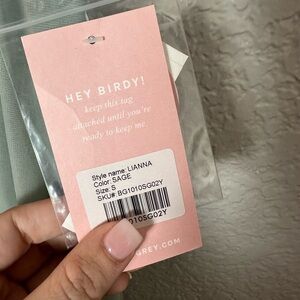 HEY BIRDY!
keep this tag
attached until you're
ready to keep me
Style name: LIANNA
Color: SAGE
Size: S
SKU#: BG1010SG02Y
1010SG02Y
GREY.COM